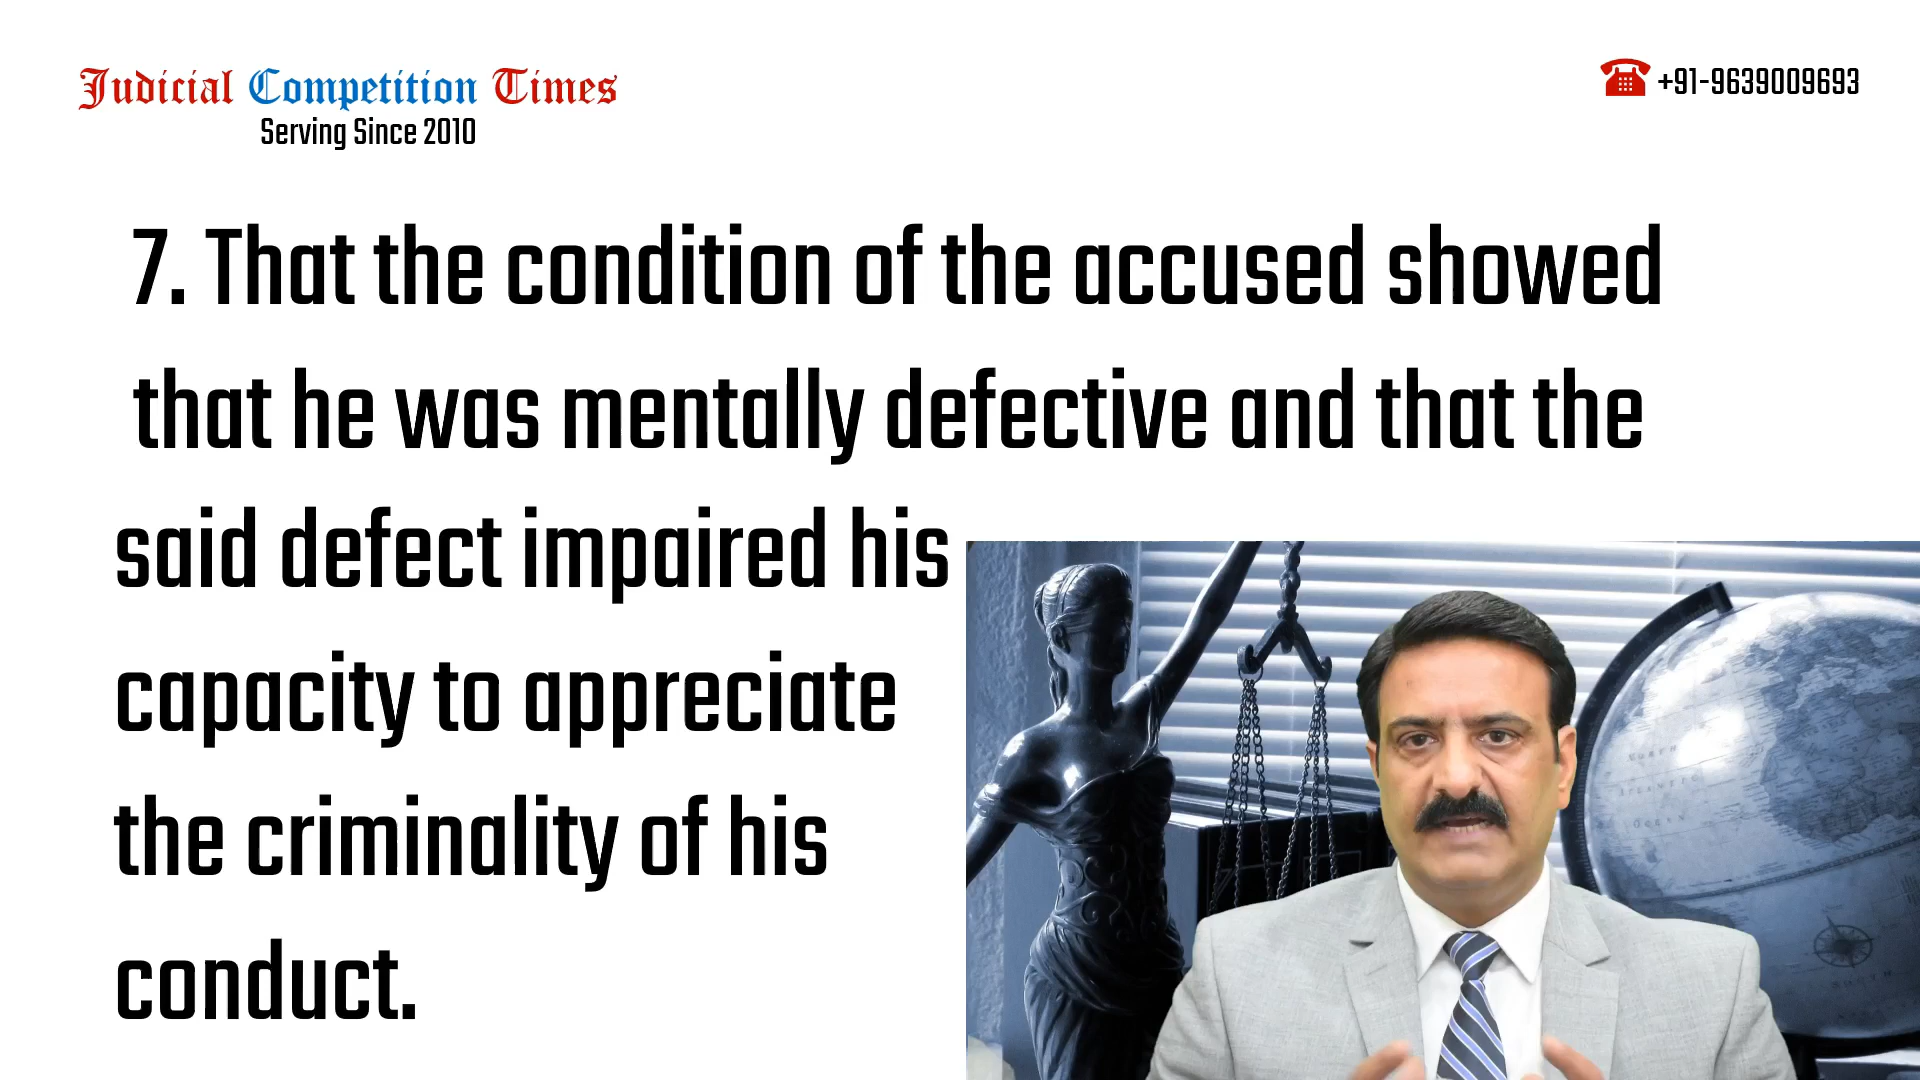 Judicial Competition Times
Serving Since 2010
+91-9639009693
7. That the condition of the accused showed
that he was mentally defective and that the
said defect impaired his
capacity to appreciate
the criminality of his
conduct.